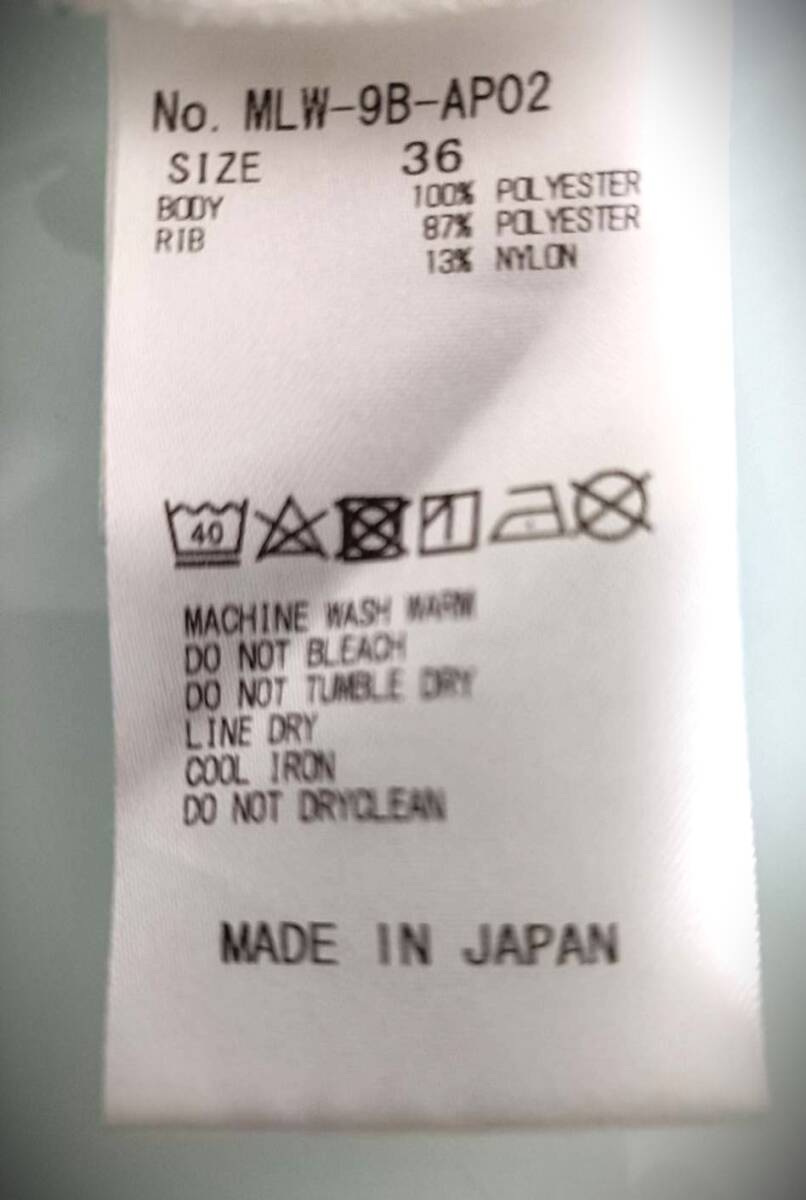 No. MLW-9B-AP02
SIZE 36
BODY 100% POLYESTER
RIB 87% POLYESTER
13% NYLON
40
MACHINE WASH WARM
DO NOT BLEACH
DO NOT TUMBLE DRY
LINE DRY
COOL IRON
DO NOT DRYCLEAN
MADE IN JAPAN